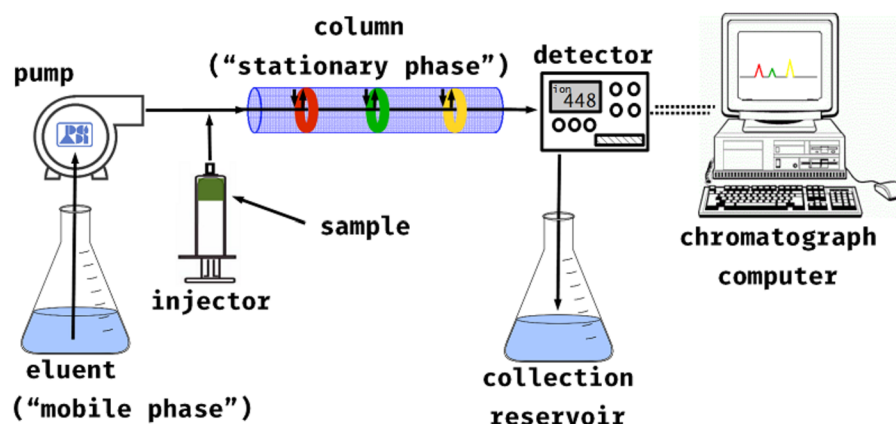 column
(“stationary phase”)
detector
pump
ion
448
sample
injector
chromatograph
computer
eluent
(“mobile phase”)
collection
reservoir